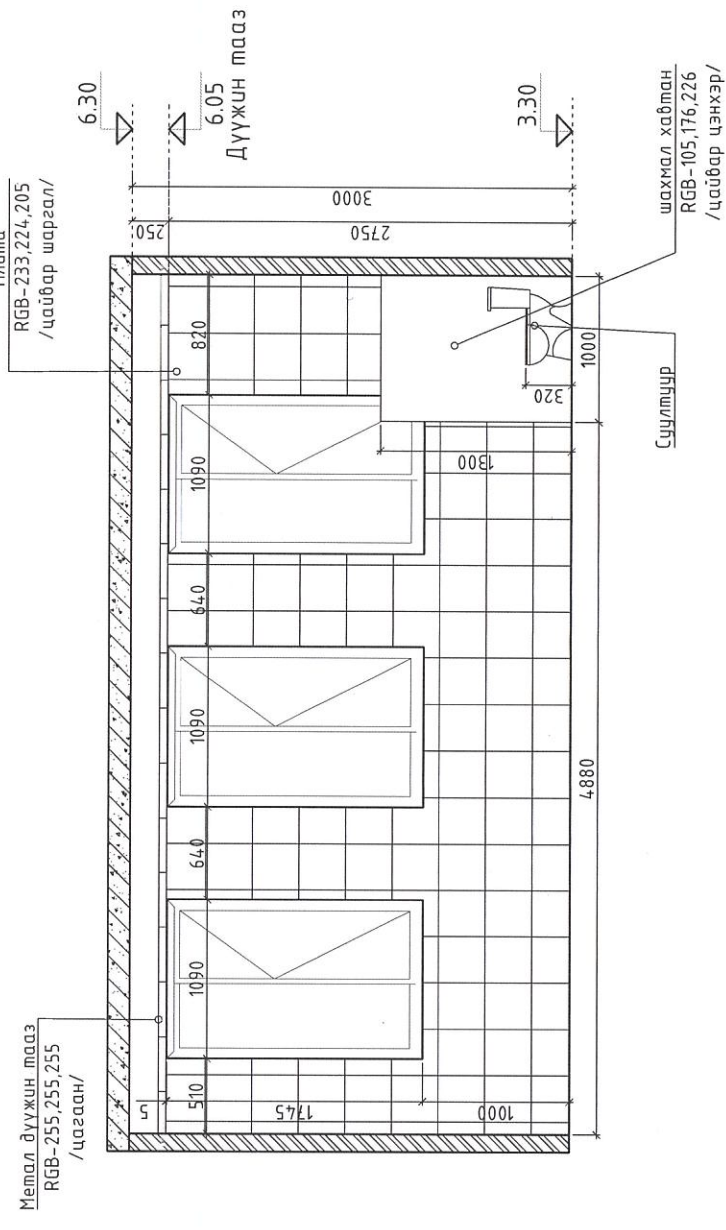 Метал дүүжин тааз
RGB-255,255,255
/цагаан/
Плита
RGB-233,224,205
/цайвар шаргал/
6.30
6.05
Дүүжин тааз
3.30
250
3000
2750
510
1090
640
1090
640
1090
820
5
1745
1000
1300
320
1000
4880
Суултуур
шахмал хавтан
RGB-105,176,226
/цайвар цэнхэр/